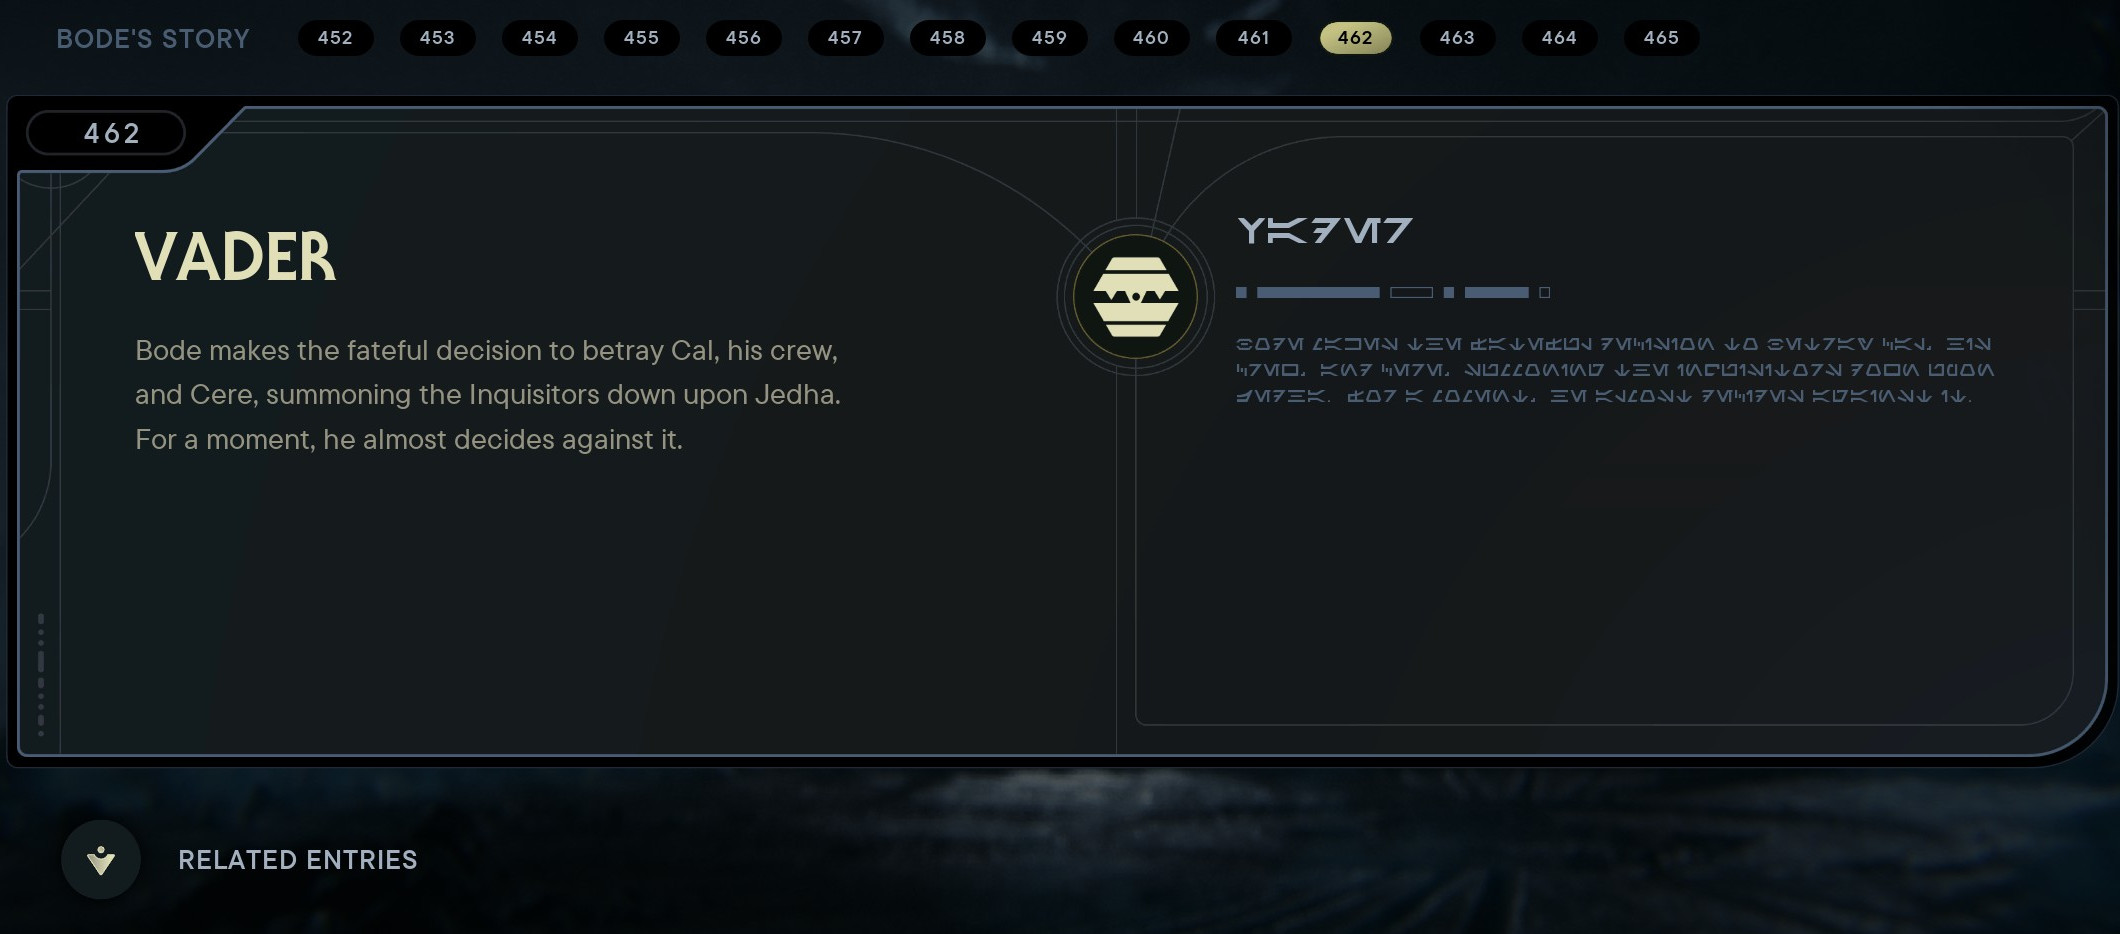 BODE'S STORY 452 453 454 455 456 457 458 459 460 461 462 463 464 465
462
VADER
Bode makes the fateful decision to betray Cal, his crew,
and Cere, summoning the Inquisitors down upon Jedha.
For a moment, he almost decides against it.
RELATED ENTRIES